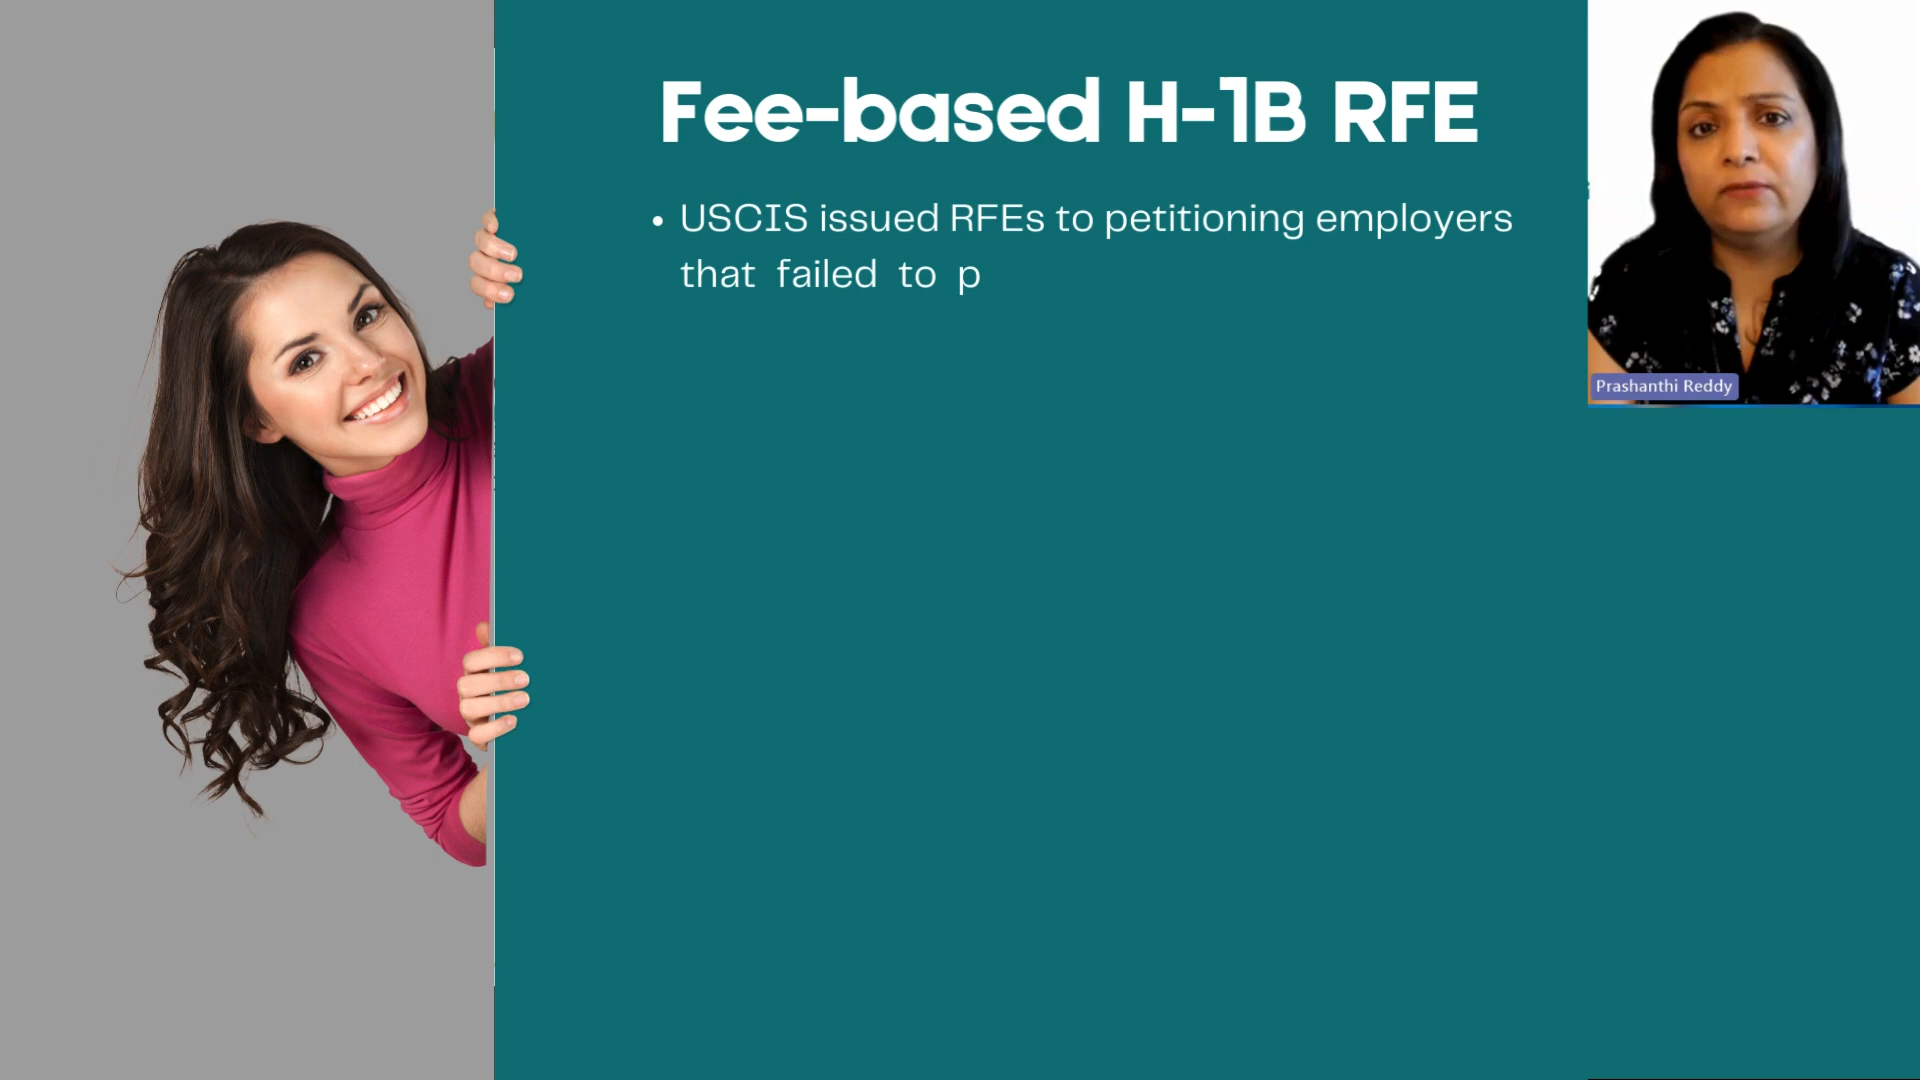 Fee-based H-1B RFE
• USCIS issued RFEs to petitioning employers
that failed to p
Prashanthi Reddy